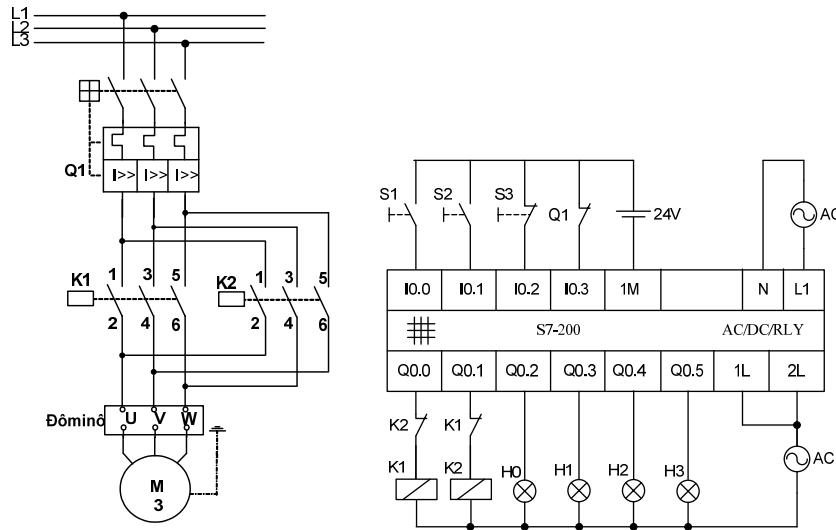 L1
L2
L3
Q1
I>> I>> I>>
K1
1 3 5
2 4 6
K2
1 3 5
2 4 6
Đôminô
U V W
M
3
S1 S2 S3 Q1 24V AC
I0.0 I0.1 I0.2 I0.3 1M N L1
S7-200 AC/DC/RLY
Q0.0 Q0.1 Q0.2 Q0.3 Q0.4 Q0.5 1L 2L
K2 K1
K1 K2 H0 H1 H2 H3 AC